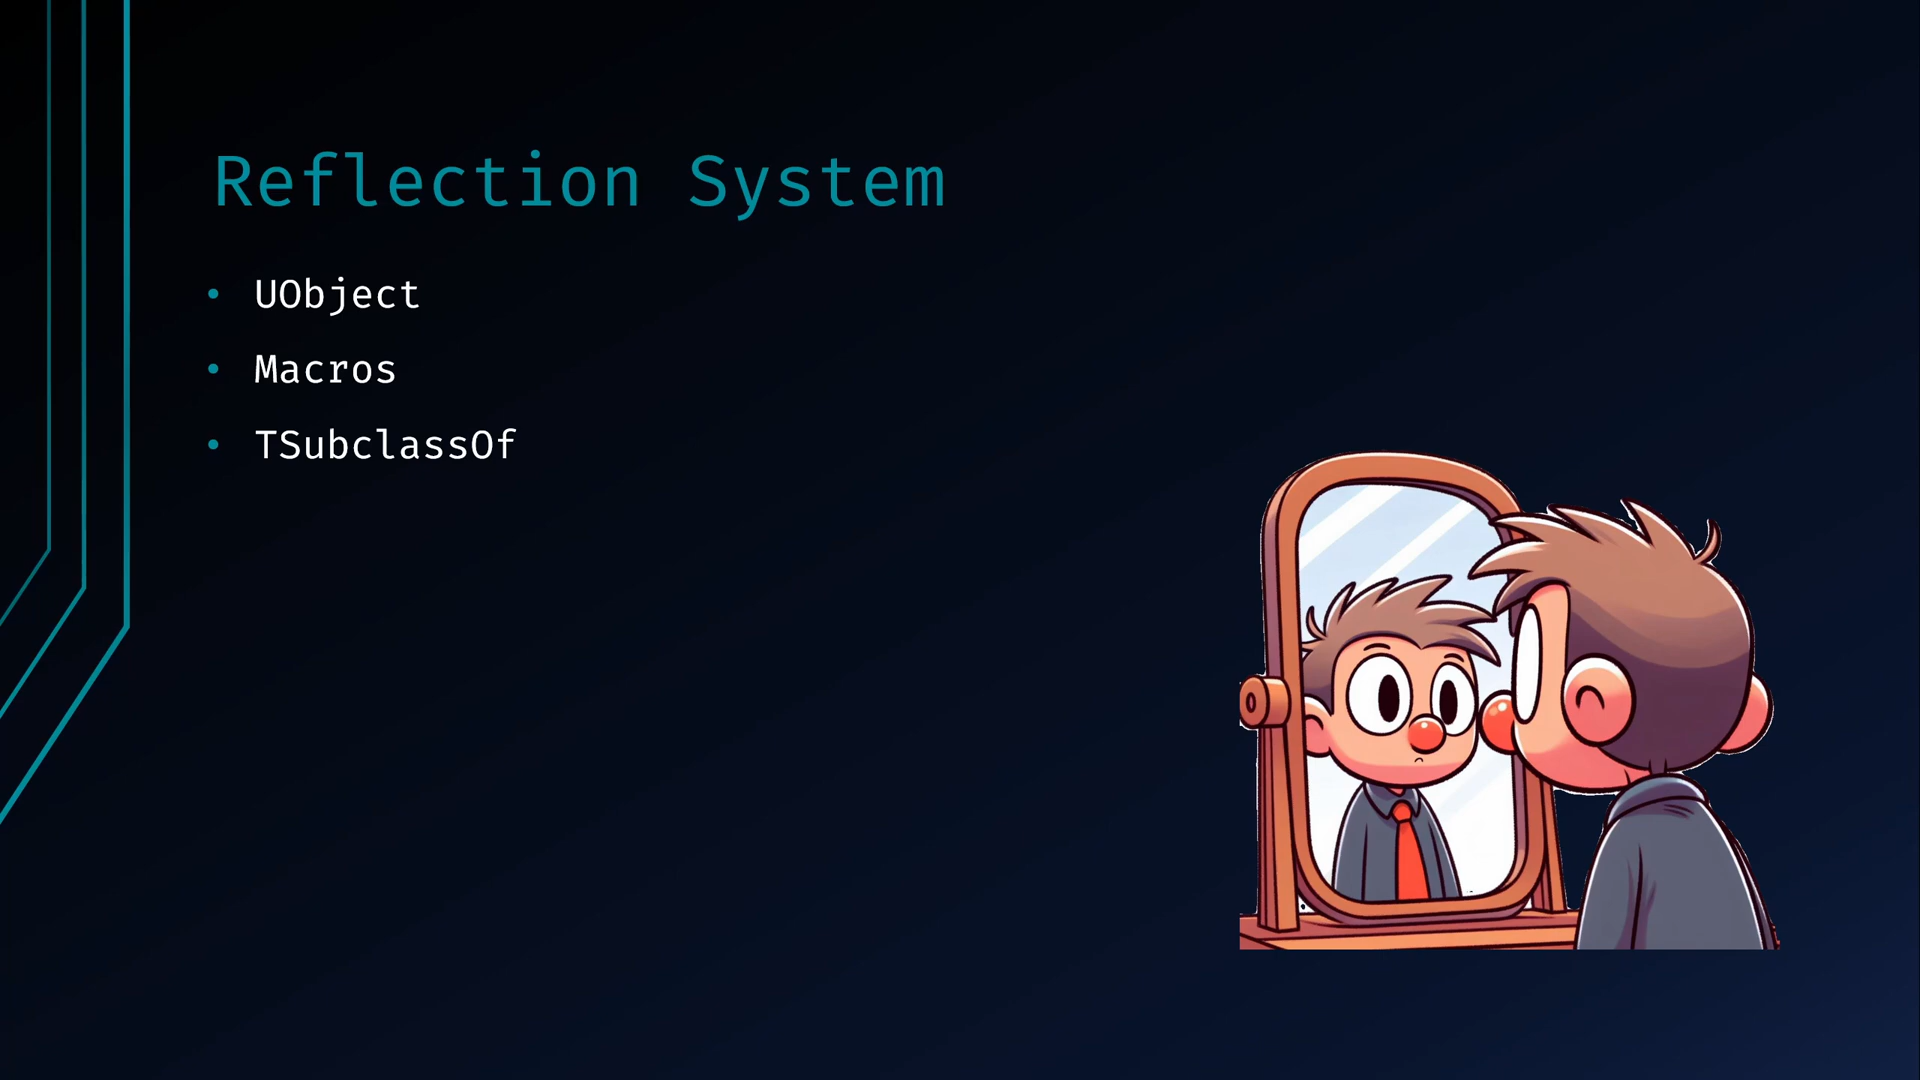 Reflection System
• UObject
• Macros
• TSubclassOf